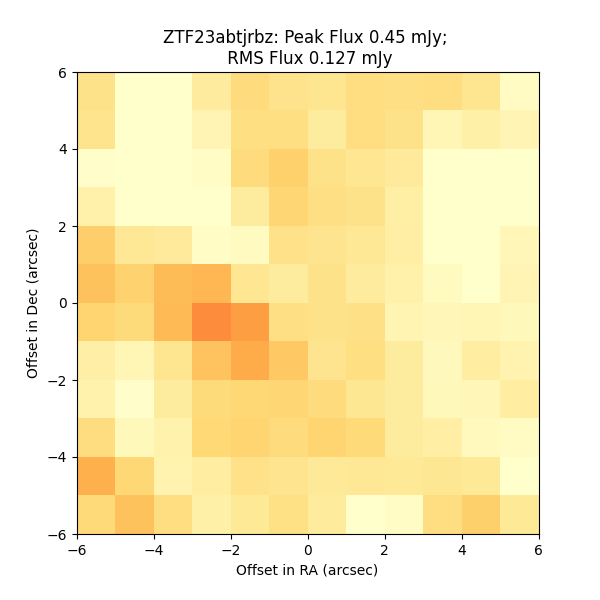 ZTF23abtjrbz: Peak Flux 0.45 mJy;
RMS Flux 0.127 mJy
6
4
2
0
−2
−4
−6
Offset in Dec (arcsec)
−6 −4 −2 0 2 4 6
Offset in RA (arcsec)